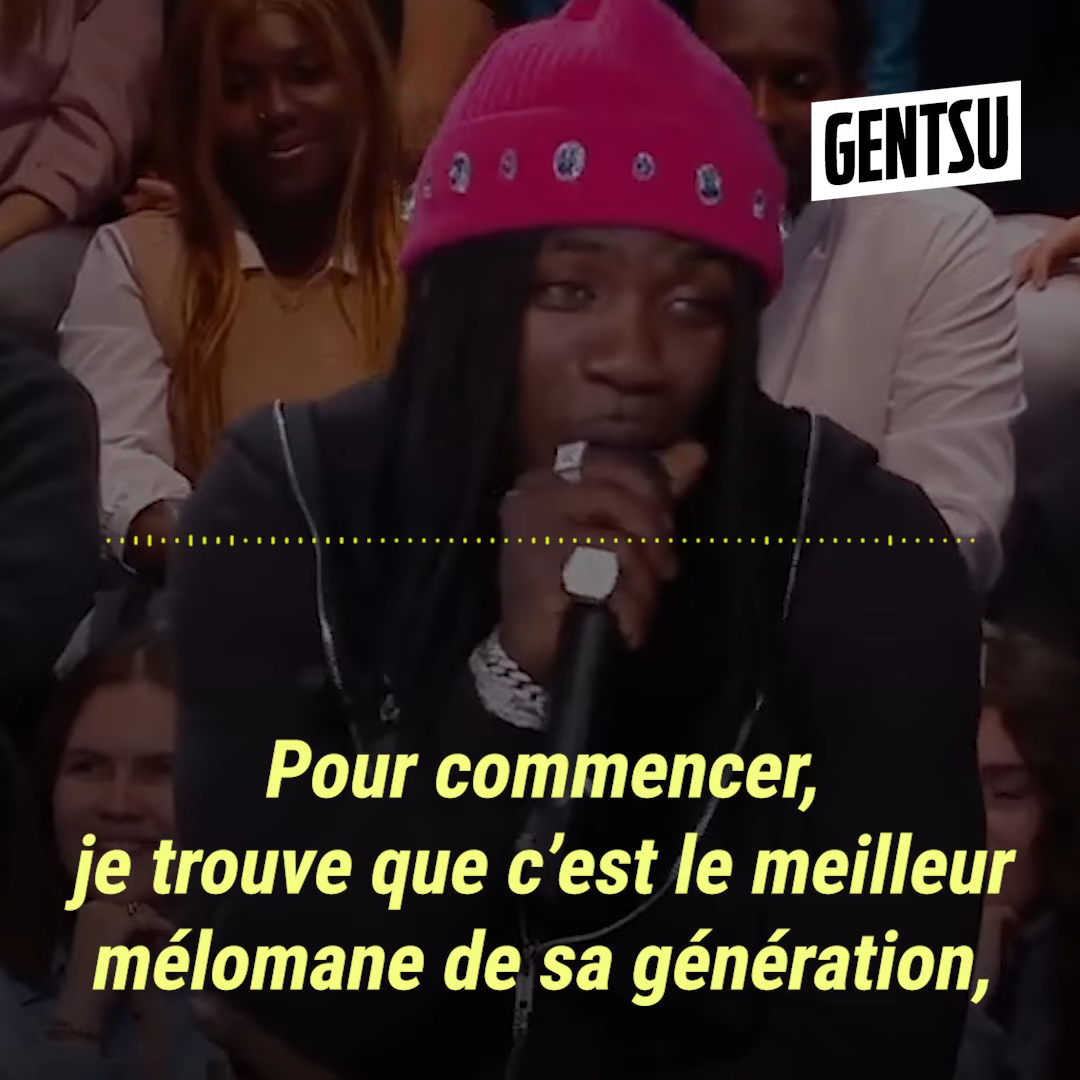 GENTSU
Pour commencer,
je trouve que c’est le meilleur
mélomane de sa génération,